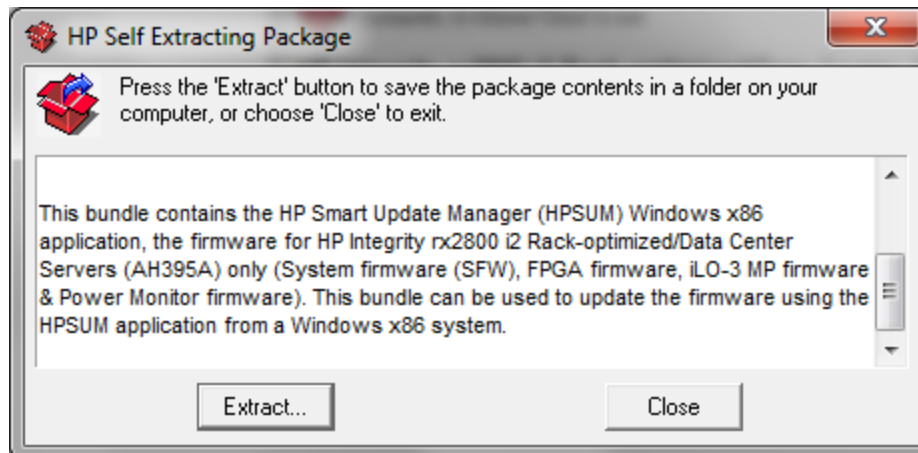 HP Self Extracting Package
Press the 'Extract' button to save the package contents in a folder on your
computer, or choose 'Close' to exit.
This bundle contains the HP Smart Update Manager (HPSUM) Windows x86
application, the firmware for HP Integrity rx2800 i2 Rack-optimized/Data Center
Servers (AH395A) only (System firmware (SFW), FPGA firmware, iLO-3 MP firmware
& Power Monitor firmware). This bundle can be used to update the firmware using the
HPSUM application from a Windows x86 system.
Extract...
Close